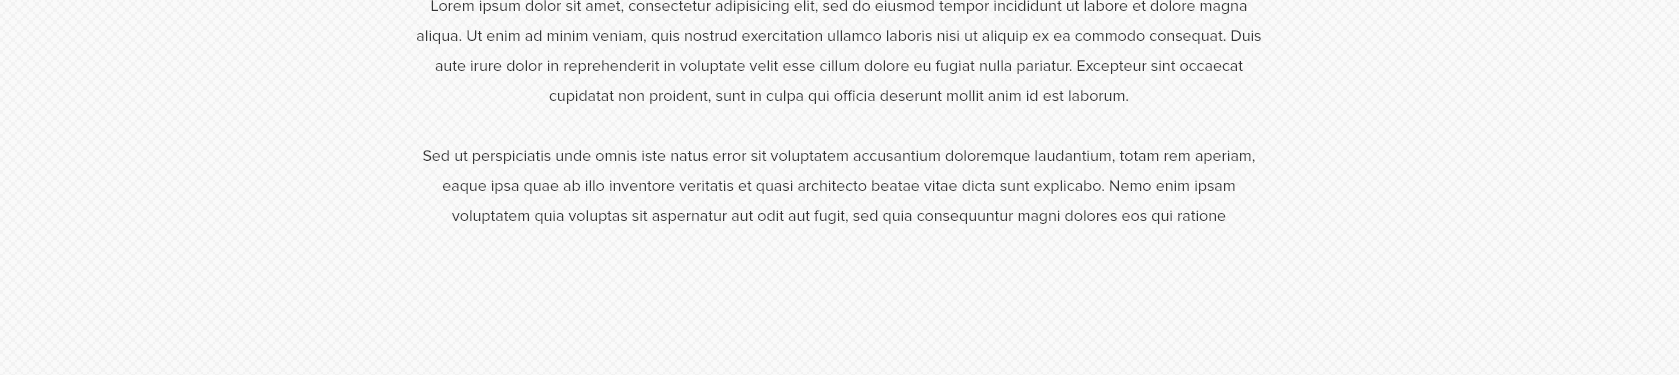 Lorem ipsum dolor sit amet, consectetur adipisicing elit, sed do eiusmod tempor incididunt ut labore et dolore magna
aliqua. Ut enim ad minim veniam, quis nostrud exercitation ullamco laboris nisi ut aliquip ex ea commodo consequat. Duis
aute irure dolor in reprehenderit in voluptate velit esse cillum dolore eu fugiat nulla pariatur. Excepteur sint occaecat
cupidatat non proident, sunt in culpa qui officia deserunt mollit anim id est laborum.
Sed ut perspiciatis unde omnis iste natus error sit voluptatem accusantium doloremque laudantium, totam rem aperiam,
eaque ipsa quae ab illo inventore veritatis et quasi architecto beatae vitae dicta sunt explicabo. Nemo enim ipsam
voluptatem quia voluptas sit aspernatur aut odit aut fugit, sed quia consequuntur magni dolores eos qui ratione